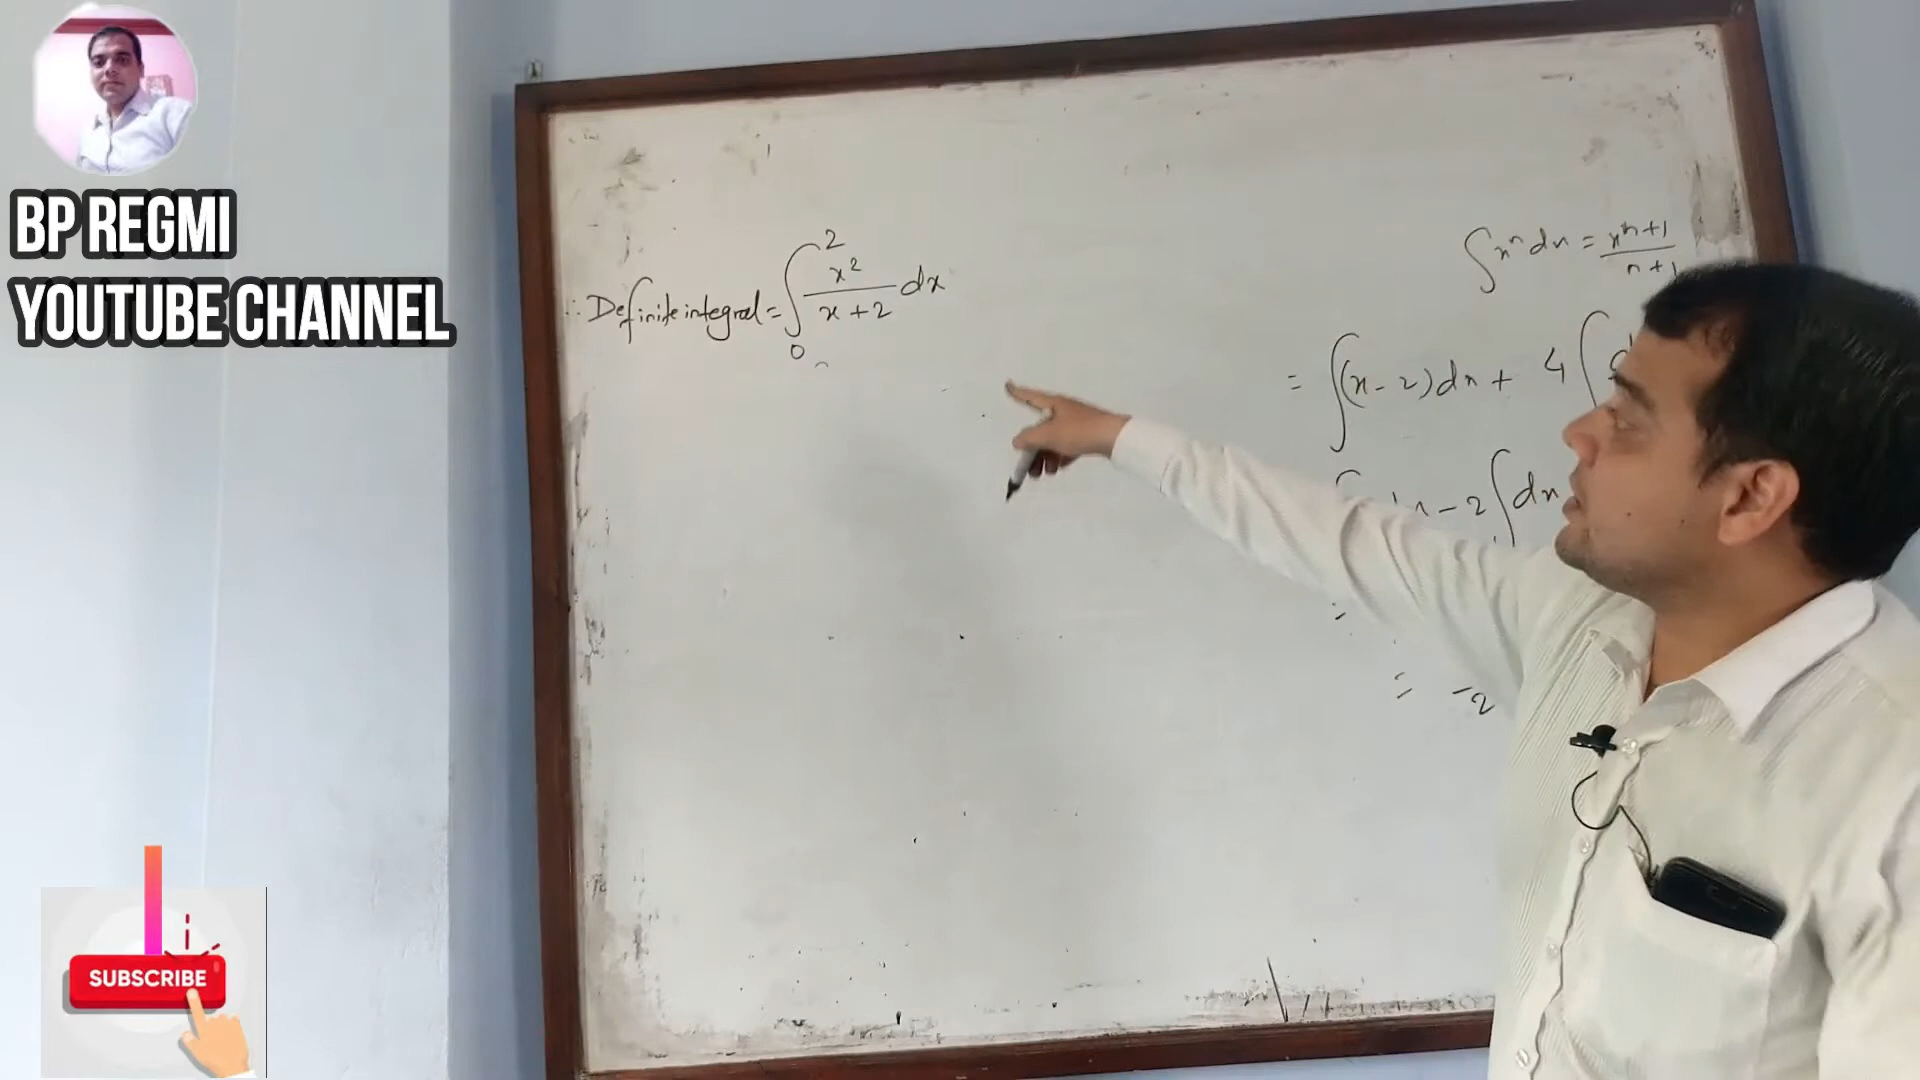 BP REGMI
YOUTUBE CHANNEL
∴ Definite integral = ∫₀² x²/(x+2) dx
∫xⁿ dx = xⁿ⁺¹/n+1
= ∫(x-2)dx + 4∫
- 2∫dx
= -2
SUBSCRIBE